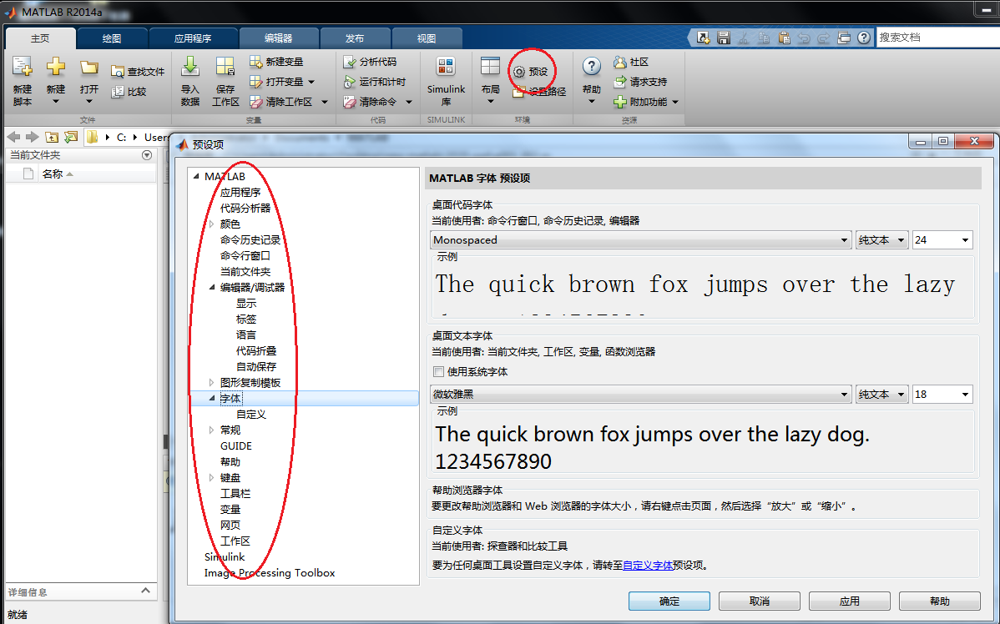 MATLAB R2014a
主页 绘图 应用程序 编辑器 发布 视图 搜索文档
新建脚本 新建 打开 查找文件 比较
导入数据 保存工作区 新建变量 打开变量 清除工作区
分析代码 运行和计时 清除命令
Simulink 库
布局 预设 设置路径
帮助 社区 请求支持 附加功能
文件 变量 代码 SIMULINK 环境 资源
C: Users
当前文件夹
名称
详细信息
就绪
预设项
MATLAB
应用程序
代码分析器
颜色
命令历史记录
命令行窗口
当前文件夹
编辑器/调试器
显示
标签
语言
代码折叠
自动保存
图形复制模板
字体
自定义
常规
GUIDE
帮助
键盘
工具栏
变量
网页
工作区
Simulink
Image Processing Toolbox
MATLAB 字体 预设项
桌面代码字体
当前使用者: 命令行窗口, 命令历史记录, 编辑器
Monospaced 纯文本 24
示例
The quick brown fox jumps over the lazy
桌面文本字体
当前使用者: 当前文件夹, 工作区, 变量, 函数浏览器
使用系统字体
微软雅黑 纯文本 18
示例
The quick brown fox jumps over the lazy dog.
1234567890
帮助浏览器字体
要更改帮助浏览器和 Web 浏览器的字体大小，请右键点击页面，然后选择“放大”或“缩小”。
自定义字体
当前使用者: 探查器和比较工具
要为任何桌面工具设置自定义字体，请转至自定义字体预设项。
确定 取消 应用 帮助